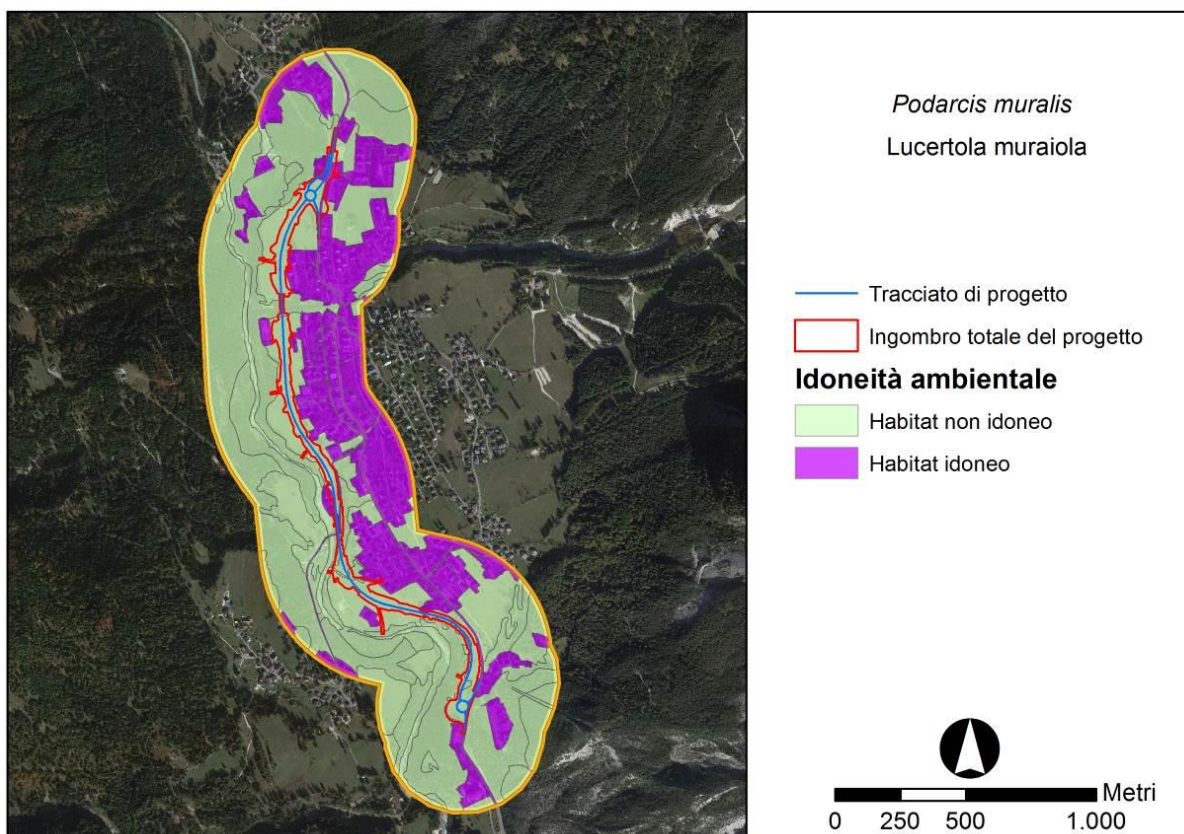 Podarcis muralis
Lucertola muraiola
Tracciato di progetto
Ingombro totale del progetto
Idoneità ambientale
Habitat non idoneo
Habitat idoneo
Metri
0 250 500 1.000